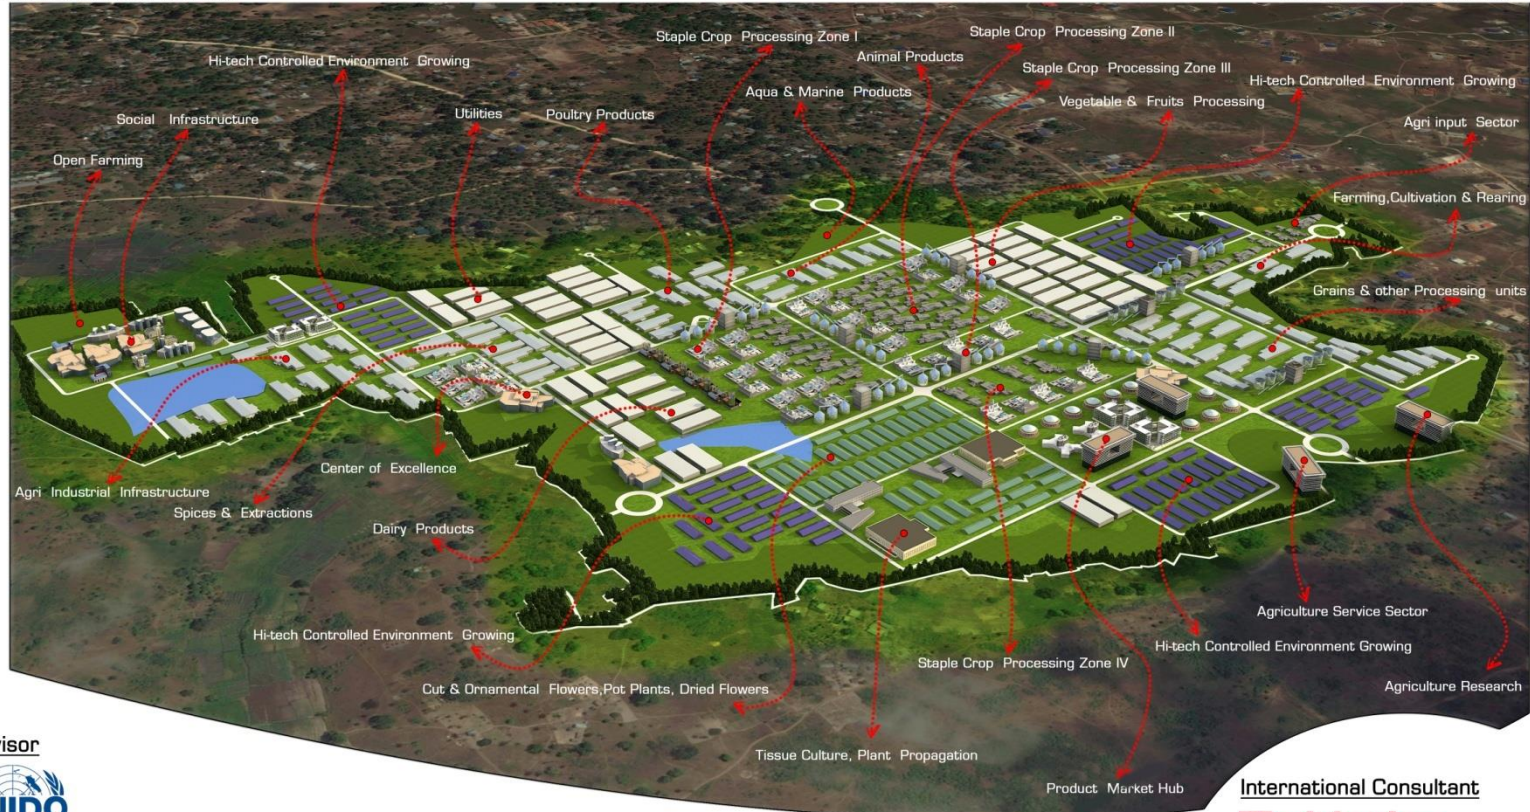 Staple Crop Processing Zone I
Staple Crop Processing Zone II
Hi-tech Controlled Environment Growing
Animal Products
Staple Crop Processing Zone III
Hi-tech Controlled Environment Growing
Aqua & Marine Products
Vegetable & Fruits Processing
Social Infrastructure
Utilities
Poultry Products
Agri input Sector
Open Farming
Farming,Cultivation & Rearing
Grains & other Processing units
Center of Excellence
Agri Industrial Infrastructure
Spices & Extractions
Dairy Products
Agriculture Service Sector
Hi-tech Controlled Environment Growing
Hi-tech Controlled Environment Growing
Staple Crop Processing Zone IV
Cut & Ornamental Flowers,Pot Plants, Dried Flowers
Agriculture Research
Tissue Culture, Plant Propagation
Product Market Hub
International Consultant